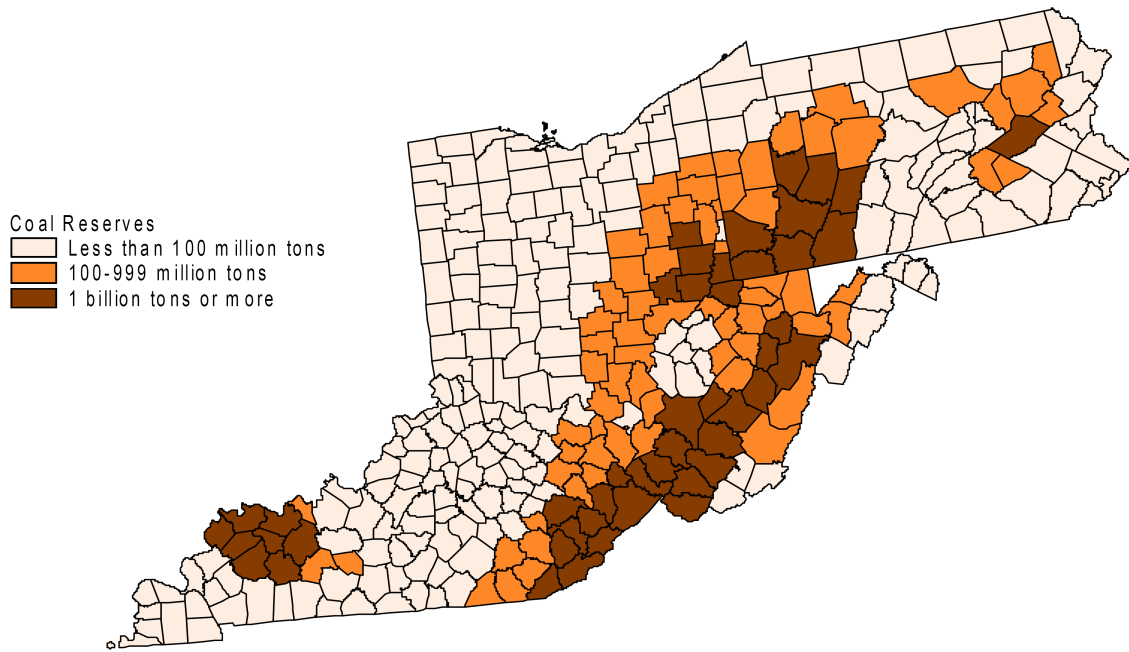 Coal Reserves
Less than 100 million tons
100-999 million tons
1 billion tons or more